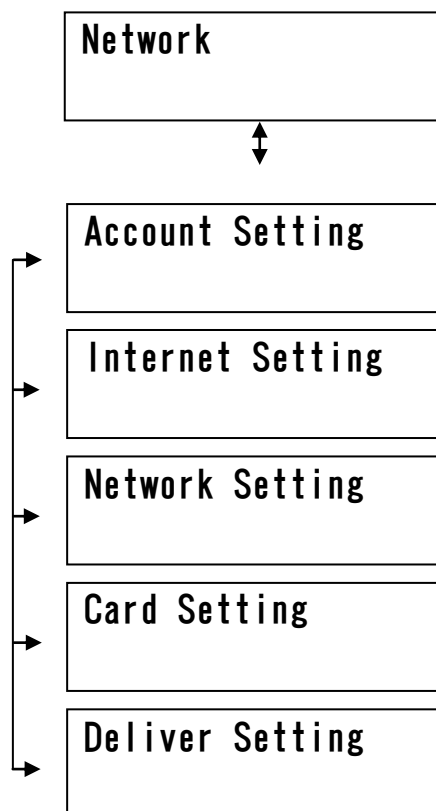 Network
Account Setting
Internet Setting
Network Setting
Card Setting
Deliver Setting